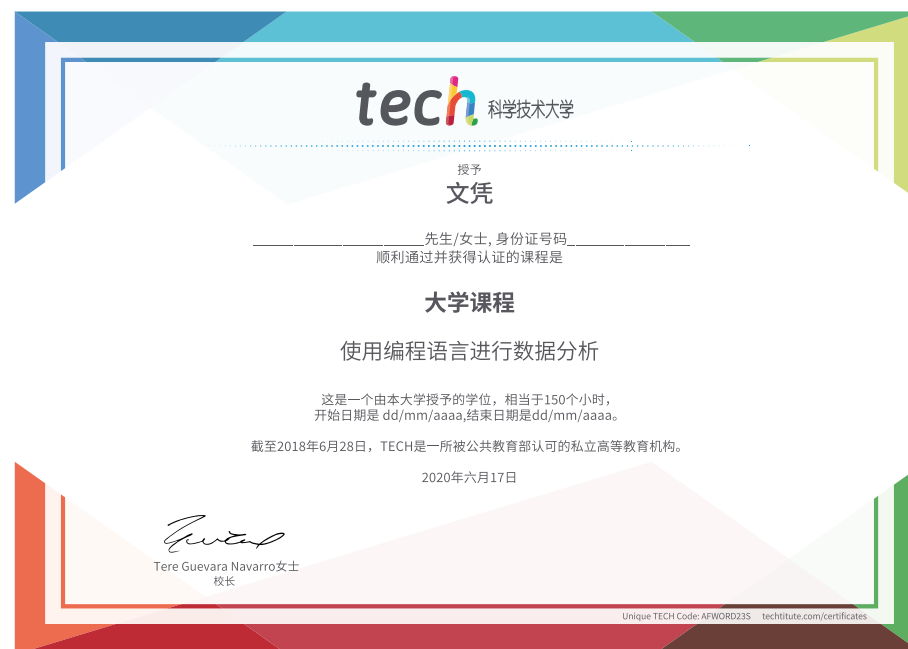 tech 科学技术大学
授予
文凭
______________________先生/女士, 身份证号码________________
顺利通过并获得认证的课程是
大学课程
使用编程语言进行数据分析
这是一个由本大学授予的学位，相当于150个小时，
开始日期是 dd/mm/aaaa,结束日期是dd/mm/aaaa。
截至2018年6月28日，TECH是一所被公共教育部认可的私立高等教育机构。
2020年六月17日
Tere Guevara Navarro女士
校长
Unique TECH Code: AFWORD23S techtitute.com/certificates